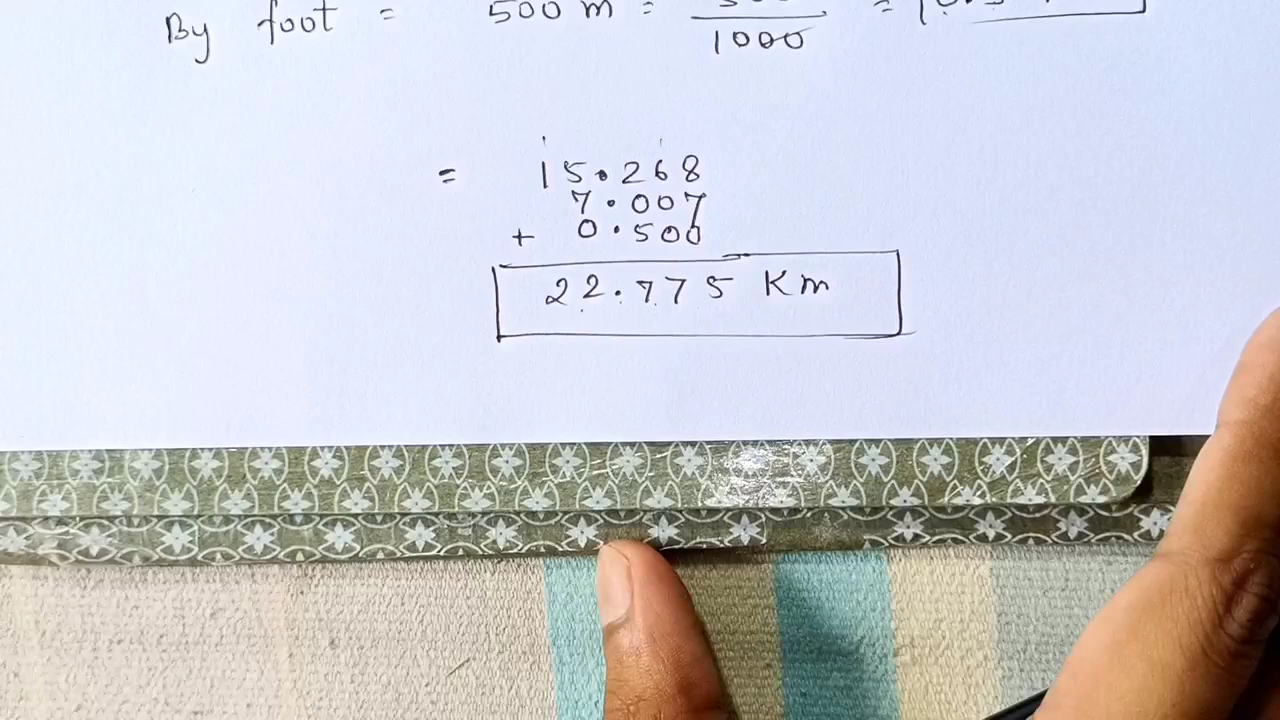 By foot = 500 m = 1000 =
= 15.268
7.007
+ 0.500
22.775 Km